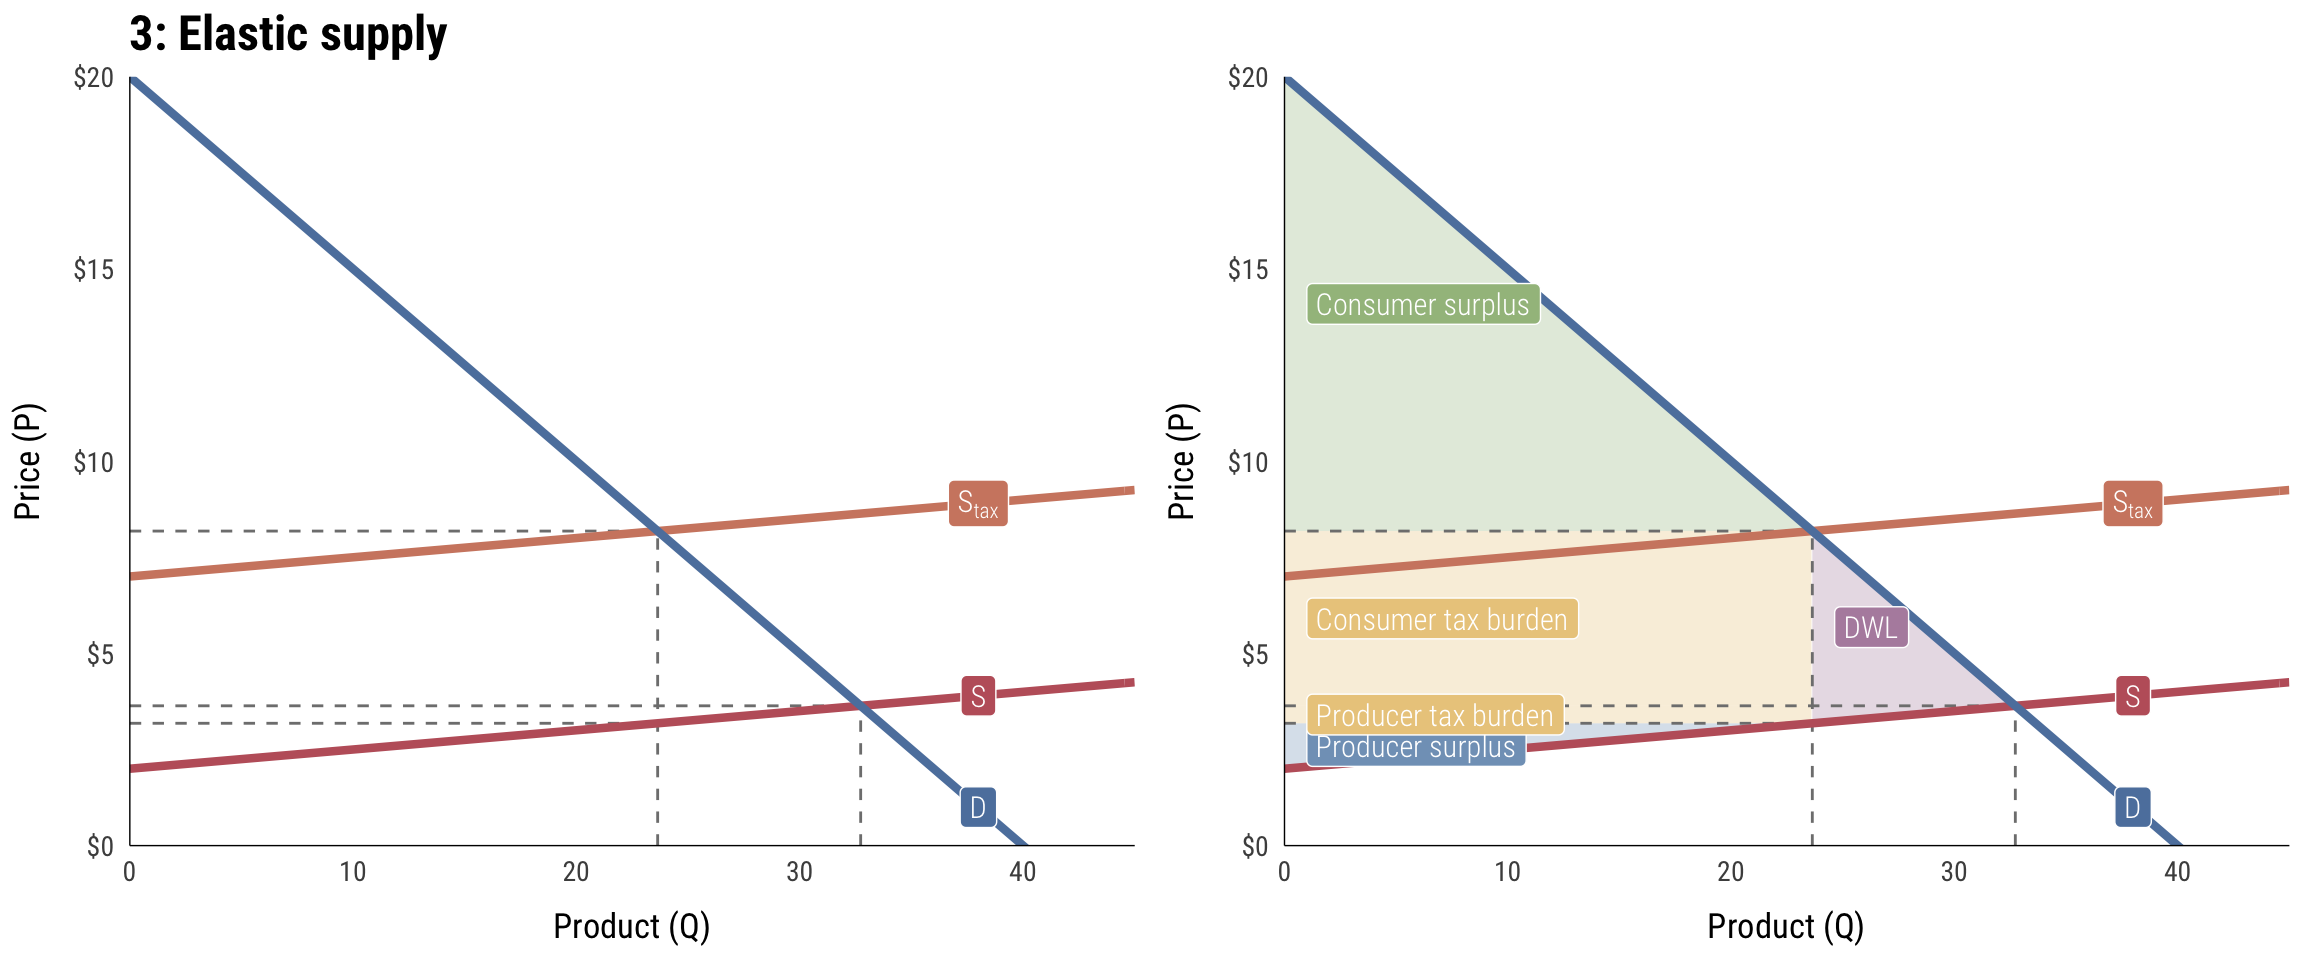 3: Elastic supply
$20
$15
$10
$5
$0
Price (P)
S_tax
S
D
0 10 20 30 40
Product (Q)
$20
$15
$10
$5
$0
Price (P)
Consumer surplus
S_tax
Consumer tax burden
DWL
S
Producer tax burden
Producer surplus
D
0 10 20 30 40
Product (Q)